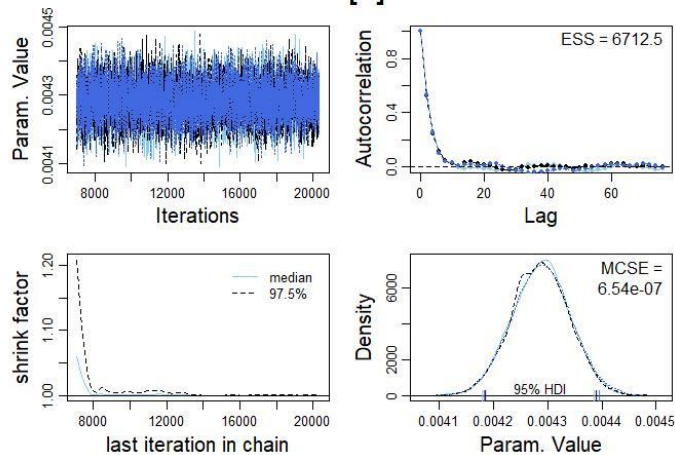 0.0045
0.0043
0.0041
Param. Value
8000 12000 16000 20000
Iterations
ESS = 6712.5
0.8
0.4
0.0
Autocorrelation
0 20 40 60
Lag
1.20
1.10
1.00
shrink factor
median
97.5%
8000 12000 16000 20000
last iteration in chain
MCSE =
6.54e-07
6000
2000
0
Density
95% HDI
0.0041 0.0042 0.0043 0.0044 0.0045
Param. Value